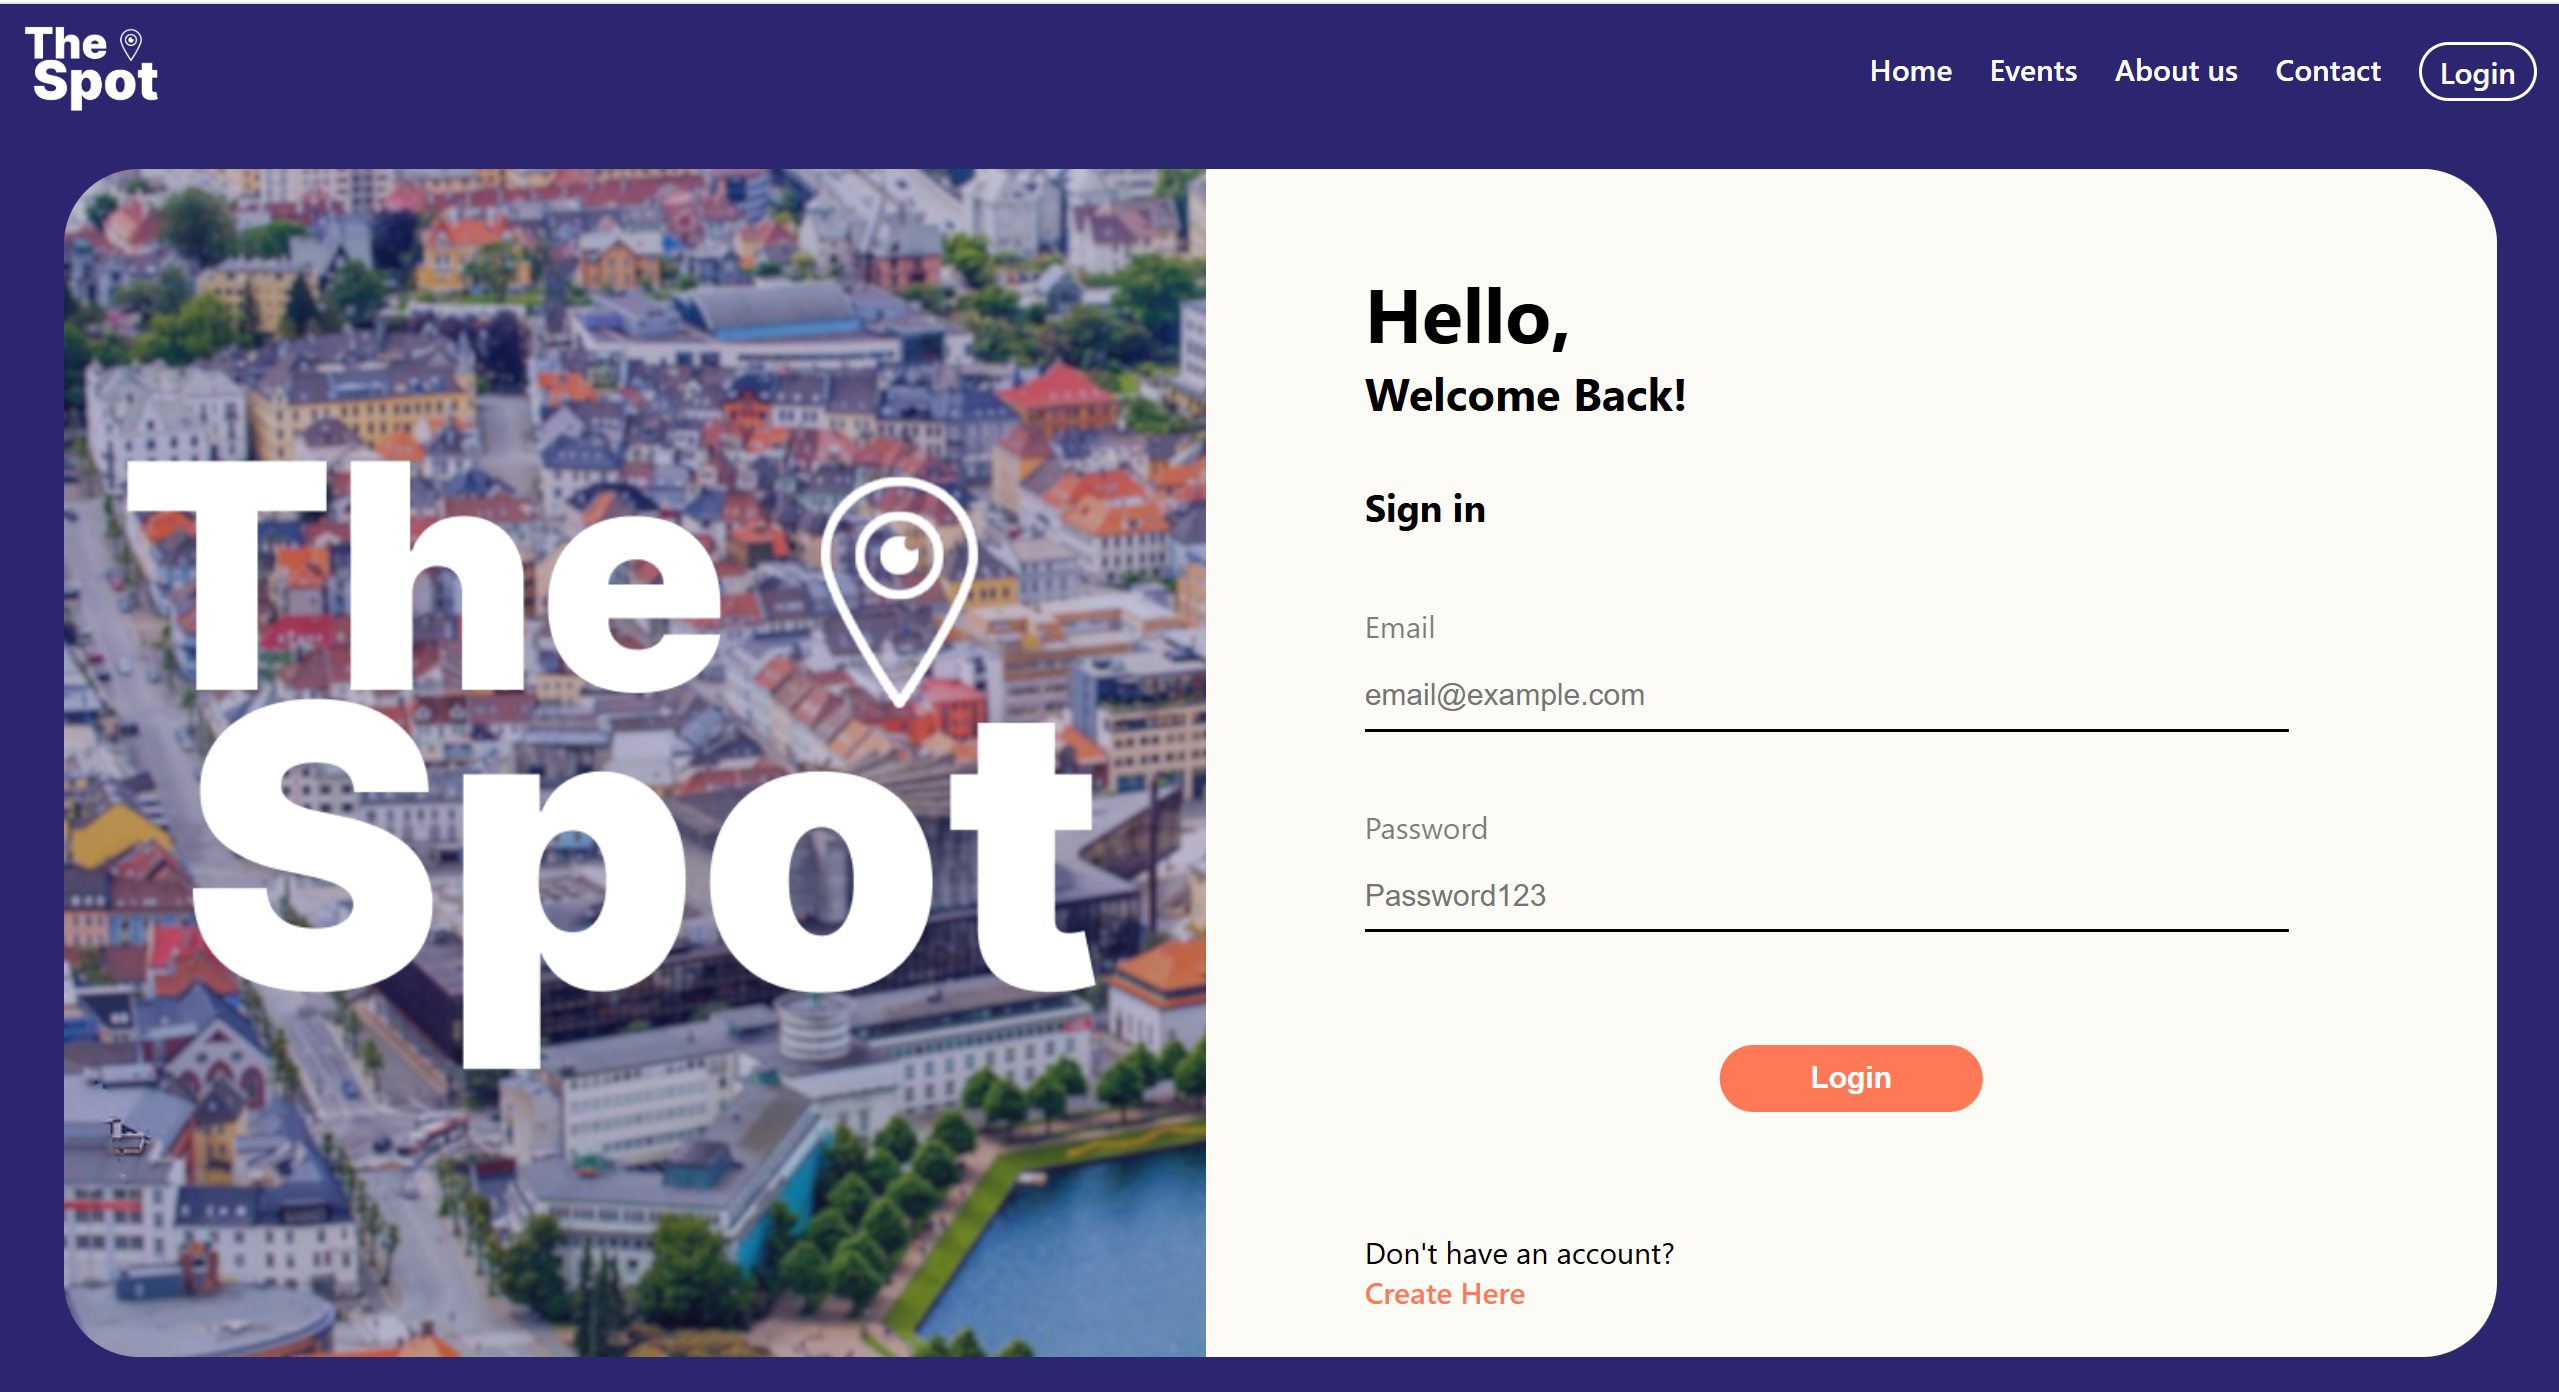 The
Spot
Home Events About us Contact Login
The
Spot
Hello,
Welcome Back!
Sign in
Email
email@example.com
Password
Password123
Login
Don't have an account?
Create Here